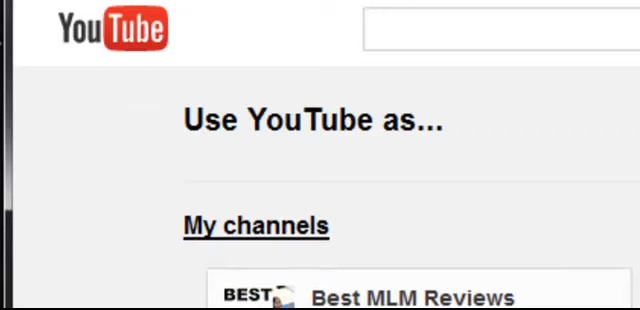 YouTube
Use YouTube as...
My channels
BEST
Best MLM Reviews